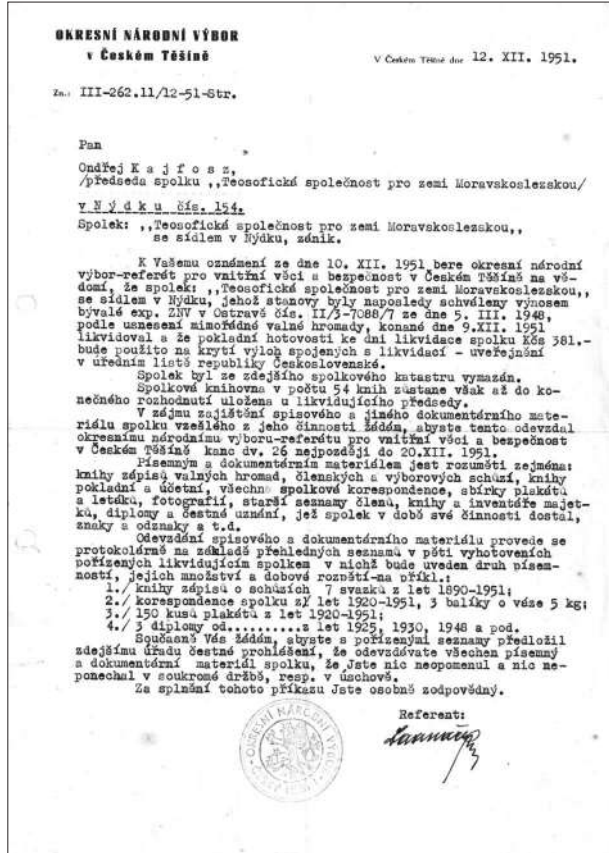 OKRESNÍ NÁRODNÍ VÝBOR
v Českém Těšíně
V Českém Těšíně dne 12. XII. 1951.
Zn.: III-262.11/12-51-Str.
Pan
Ondřej K a j f o s z,
/předseda spolku ,,Teosofická společnost pro zemi Moravskoslezskou/
v N ý d k u čís. 154.
Spolek: ,,Teosofická společnost pro zemi Moravskoslezskou,,
se sídlem v Nýdku, zánik.
K Vašemu oznámení ze dne 10. XII. 1951 bere okresní národní
výbor-referát pro vnitřní věci a bezpečnost v Českém Těšíně na vě-
domí, že spolek: ,,Teosofická společnost pro zemi Moravskoslezskou,,
se sídlem v Nýdku, jehož stanovy byly naposledy schváleny výnosem
bývalé exp. ZNV v Ostravě čís. II/3-7088/7 ze dne 5. III. 1948,
podle usnesení mimořádné valné hromady, konané dne 9.XII. 1951
likvidoval a že pokladní hotovosti ke dni likvidace spolku Kčs 381.-
bude použito na krytí výloh spojených s likvidací - uveřejnění
v úředním listě republiky Československé.
Spolek byl ze zdejšího spolkového katastru vymazán.
Spolková knihovna v počtu 54 knih zůstane však až do ko-
nečného rozhodnutí uložena u likvidujícího předsedy.
V zájmu zajištění spisového a jiného dokumentárního mate-
riálu spolku vzešlého z jeho činnosti žádám, abyste tento odevzdal
okresnímu národnímu výboru-referátu pro vnitřní věci a bezpečnost
v Českém Těšíně kanc dv. 26 nejpozději do 20.XII. 1951.
Písemným a dokumentárním materiálem jest rozuměti zejména:
knihy zápisů valných hromad, členských a výborových schůzí, knihy
pokladní a účetní, všechna spolková korespondence, sbírky plakátů
a letáků, fotografií, starší seznamy členů, knihy a inventáře majet-
ků, diplomy a čestné uznání, jež spolek v době své činnosti dostal,
znaky a odznaky a t.d.
Odevzdání spisového a dokumentárního materiálu provede se
protokolárně na základě přehledných seznamů v pěti vyhotoveních
pořízených likvidujícím spolkem v nichž bude uveden druh písem-
ností, jejich množství a dobové rozpětí-na příkl.:
1./ knihy zápisů o schůzích 7 svazků z let 1890-1951;
2./ korespondence spolku z/ let 1920-1951, 3 balíky o váze 5 kg;
3./ 150 kusů plakátů z let 1920-1951;
4./ 3 diplomy od..........z let 1925, 1930, 1948 a pod.
Současně Vás žádám, abyste s pořízenými seznamy předložil
zdejšímu úřadu čestné prohlášení, že odevzdáváte všechen písemný
a dokumentární materiál spolku, že Jste nic neopomenul a nic ne-
ponechal v soukromé držbě, resp. v úschově.
Za splnění tohoto příkazu Jste osobně zodpovědný.
Referent:
OKRESNÍ NÁRODNÍ VÝBOR